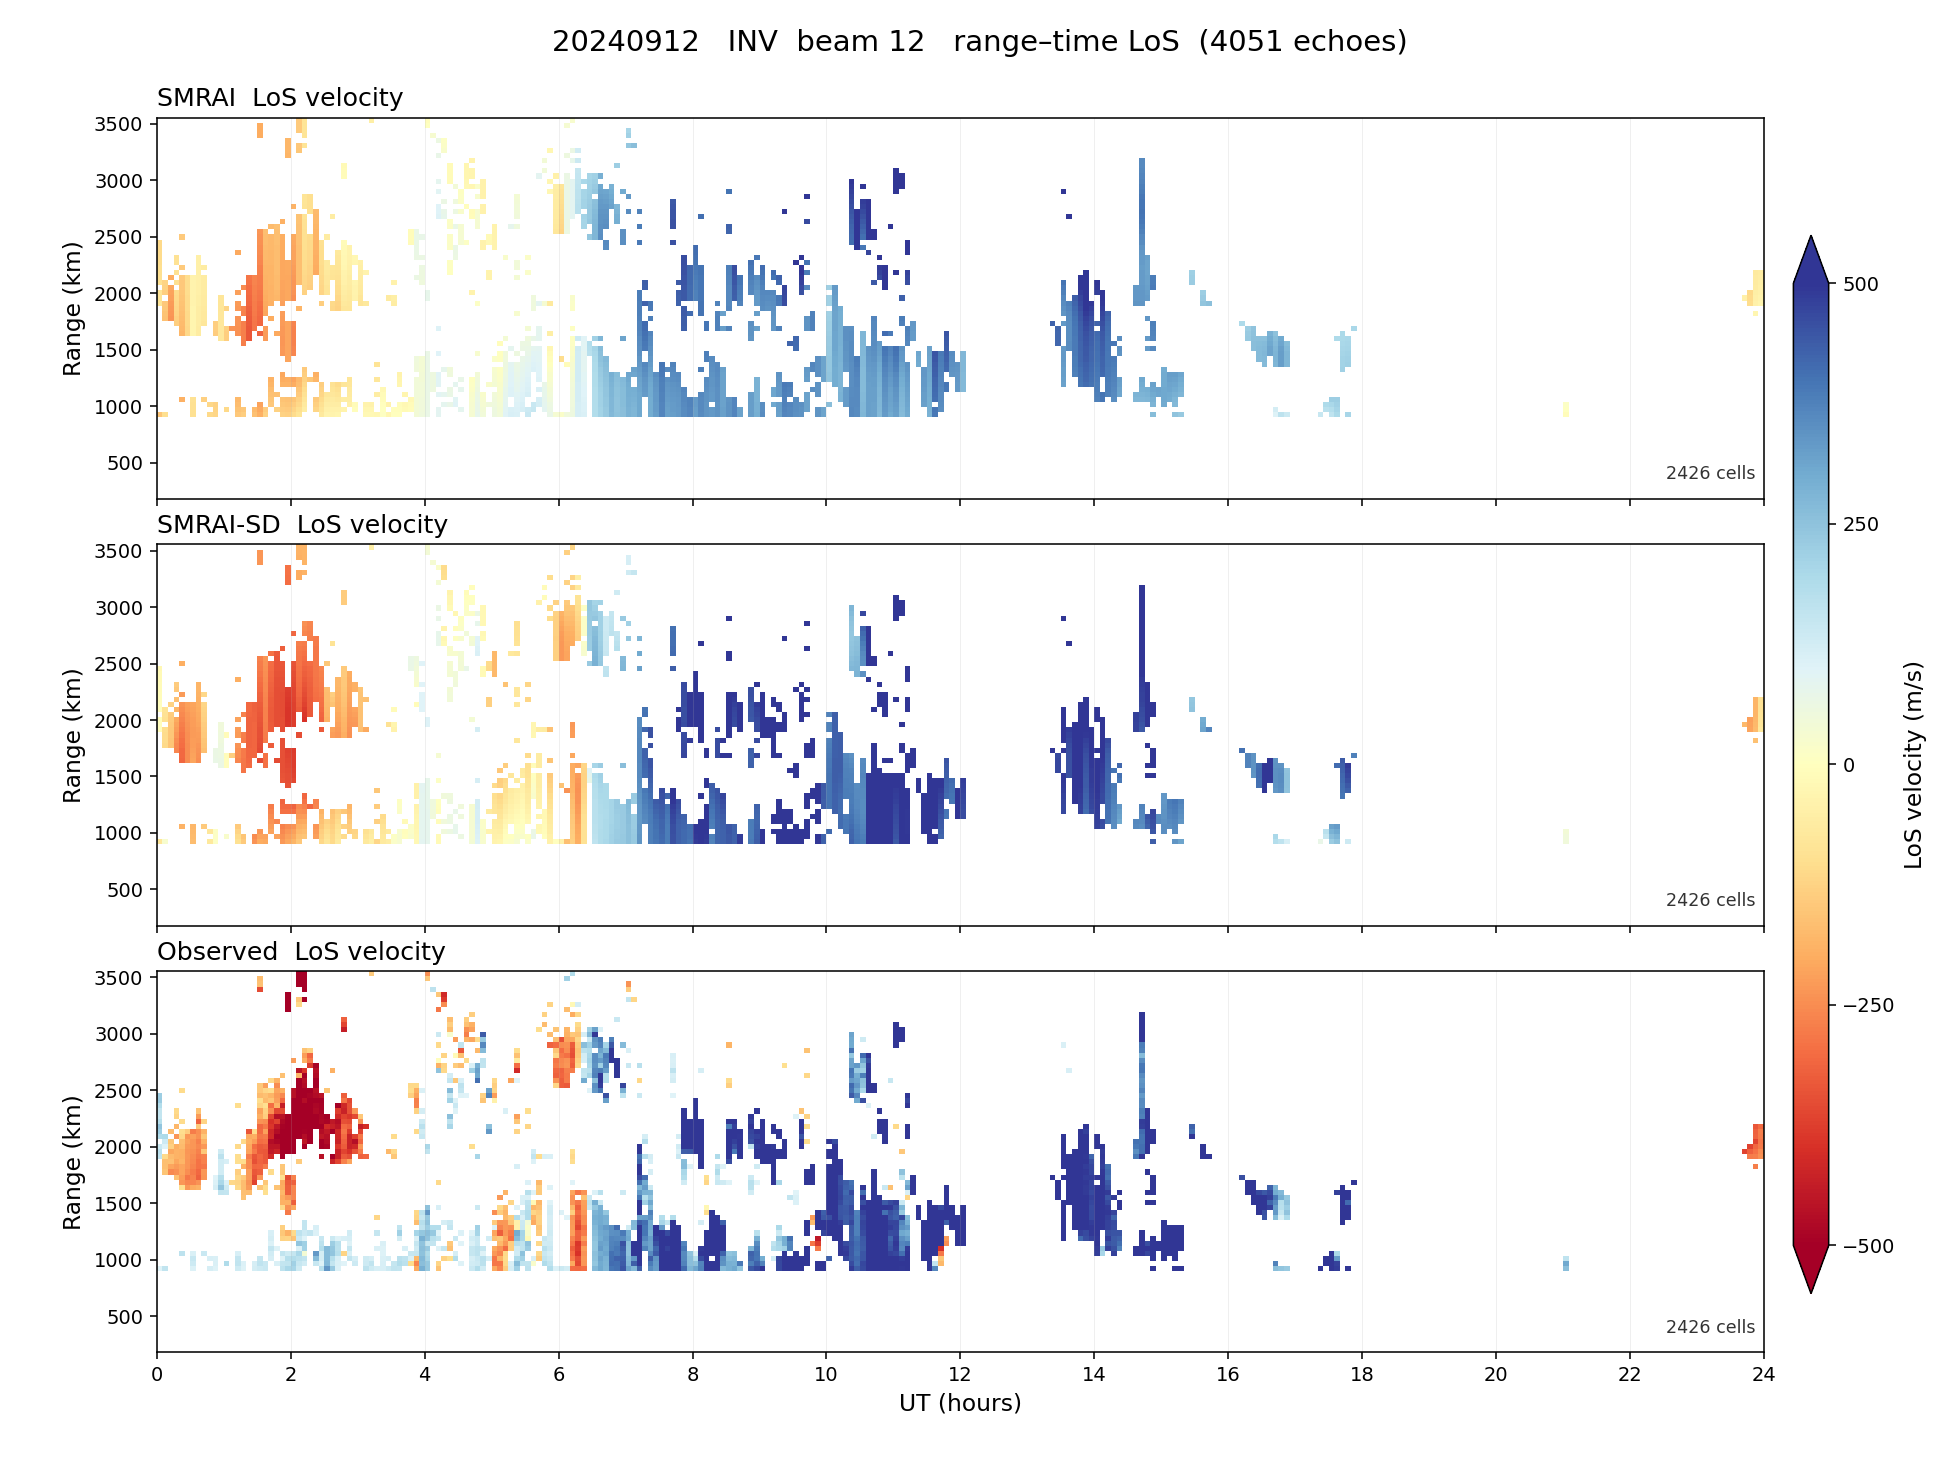 20240912   INV  beam 12   range–time LoS  (4051 echoes)
SMRAI  LoS velocity
3500
3000
2500
2000
1500
1000
500
Range (km)
2426 cells
SMRAI-SD  LoS velocity
3500
3000
2500
2000
1500
1000
500
Range (km)
2426 cells
Observed  LoS velocity
3500
3000
2500
2000
1500
1000
500
Range (km)
2426 cells
0 2 4 6 8 10 12 14 16 18 20 22 24
UT (hours)
500
250
0
−250
−500
LoS velocity (m/s)